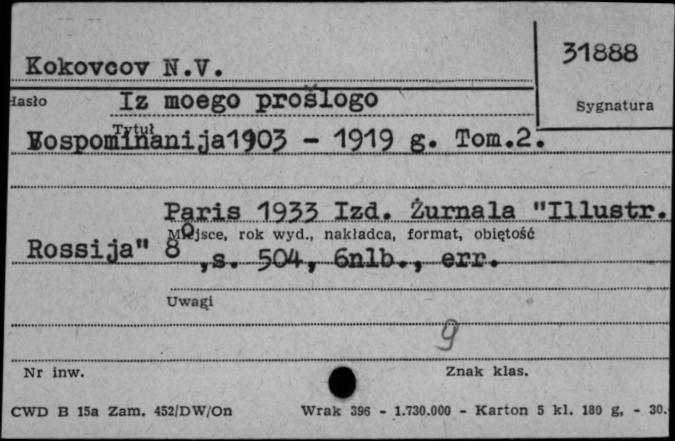 31888
Kokovcov N.V.
Hasło
Iz moego prošlogo
Sygnatura
Tytuł
Vospominanija 1903 - 1919 g. Tom.2.
Paris 1933 Izd. Žurnala "Illustr.
Miejsce, rok wyd., nakładca, format, objętość
Rossija" 8º,s. 504, 6nlb., err.
Uwagi
9
Nr inw.
Znak klas.
CWD B 15a Zam. 452/DW/On
Wrak 396 - 1.730.000 - Karton 5 kl. 180 g, - 30.